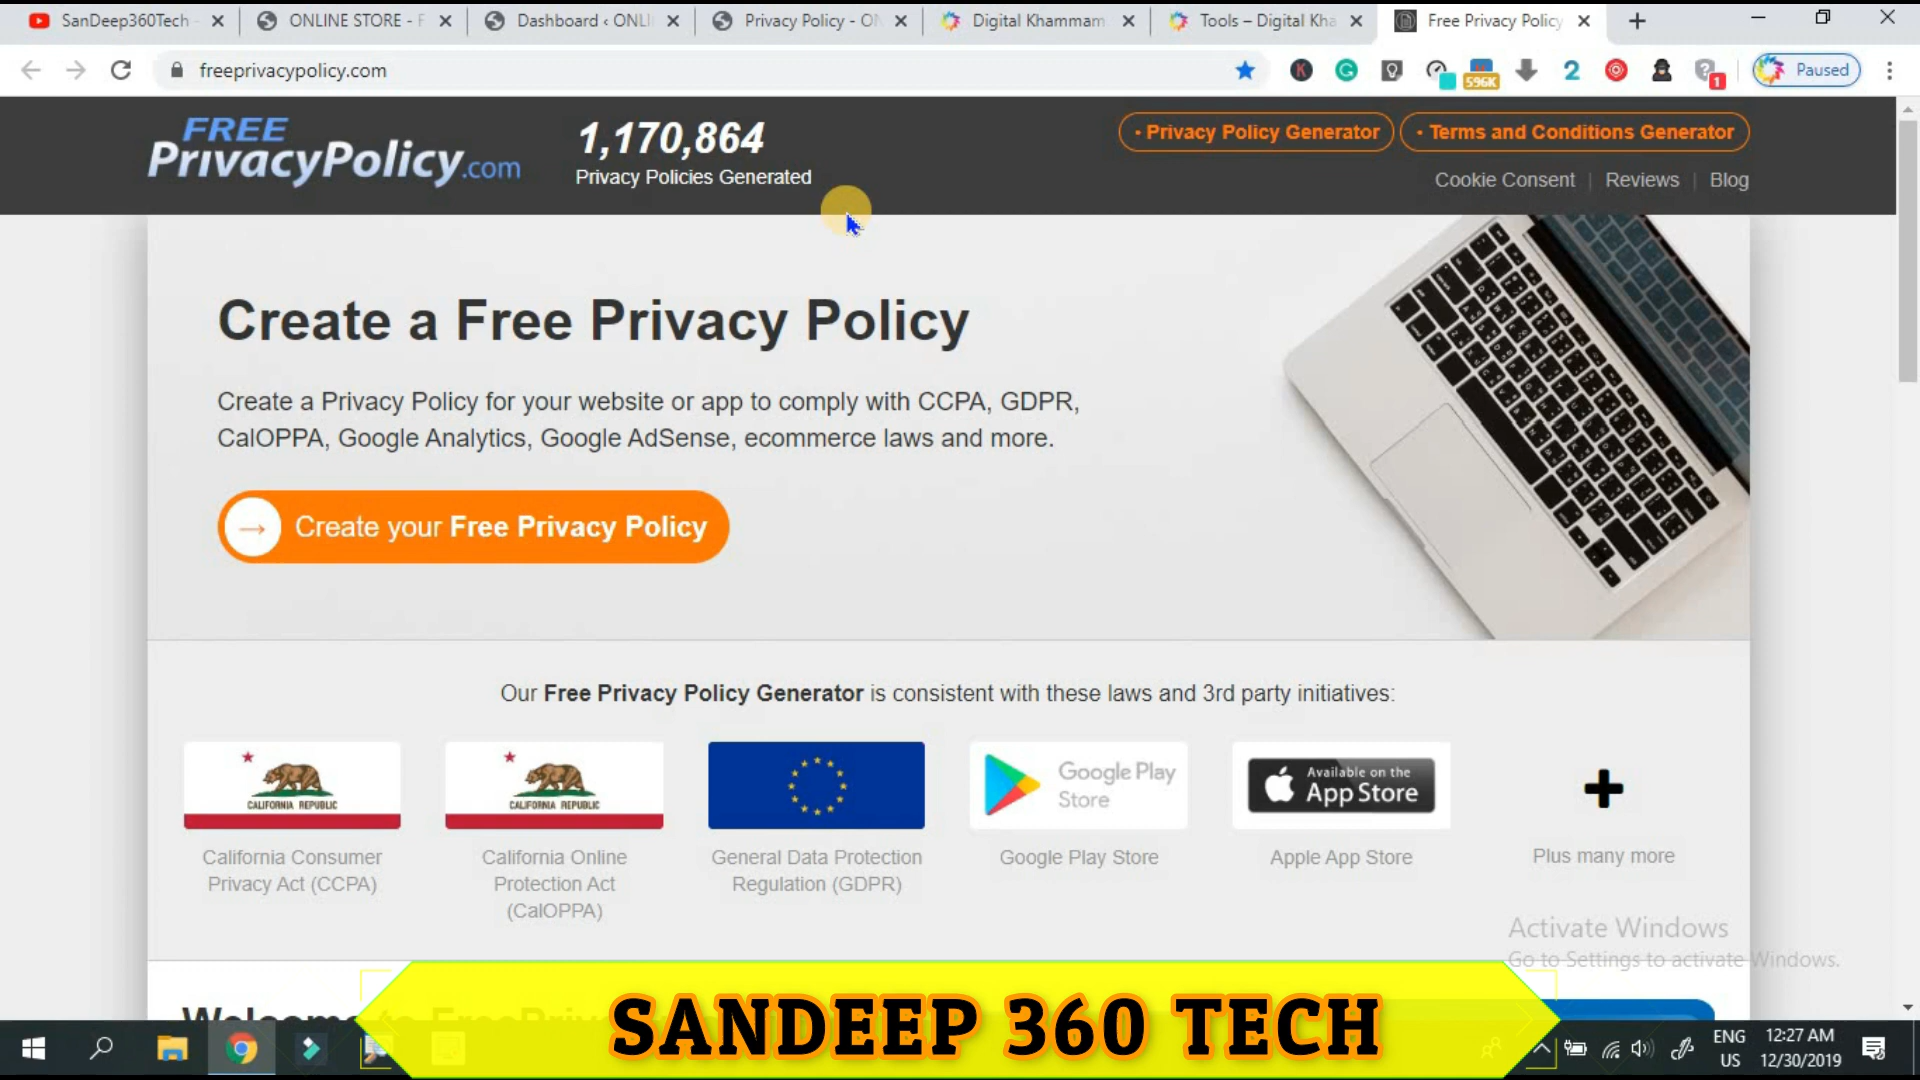 SanDeep360Tech -
ONLINE STORE - F
Dashboard ‹ ONLI
Privacy Policy - ON
Digital Khammam
Tools – Digital Kha
Free Privacy Policy
freeprivacypolicy.com
K
G
596K
2
?
1
Paused
FREE
PrivacyPolicy.com
1,170,864
Privacy Policies Generated
• Privacy Policy Generator
• Terms and Conditions Generator
Cookie Consent | Reviews | Blog
Create a Free Privacy Policy
Create a Privacy Policy for your website or app to comply with CCPA, GDPR,
CalOPPA, Google Analytics, Google AdSense, ecommerce laws and more.
→ Create your Free Privacy Policy
Our Free Privacy Policy Generator is consistent with these laws and 3rd party initiatives:
CALIFORNIA REPUBLIC
CALIFORNIA REPUBLIC
Google Play
Store
Available on the
App Store
California Consumer
Privacy Act (CCPA)
California Online
Protection Act
(CalOPPA)
General Data Protection
Regulation (GDPR)
Google Play Store
Apple App Store
Plus many more
Activate Windows
Go to Settings to activate Windows.
SANDEEP 360 TECH
ENG
US
12:27 AM
12/30/2019